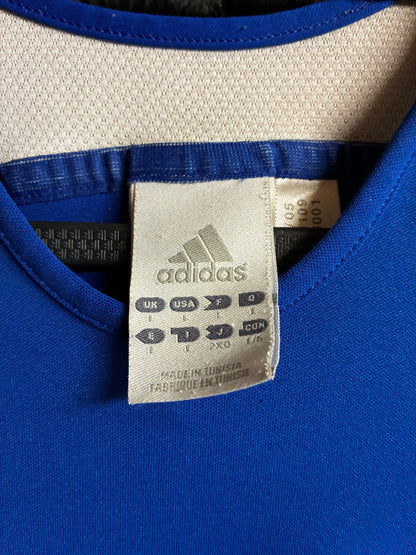 adidas
UK USA F D
L L L L
E I J CON
L L 2XO L/G
MADE IN TUNISIA
FABRIQUE EN TUNISIE
/05
109
001